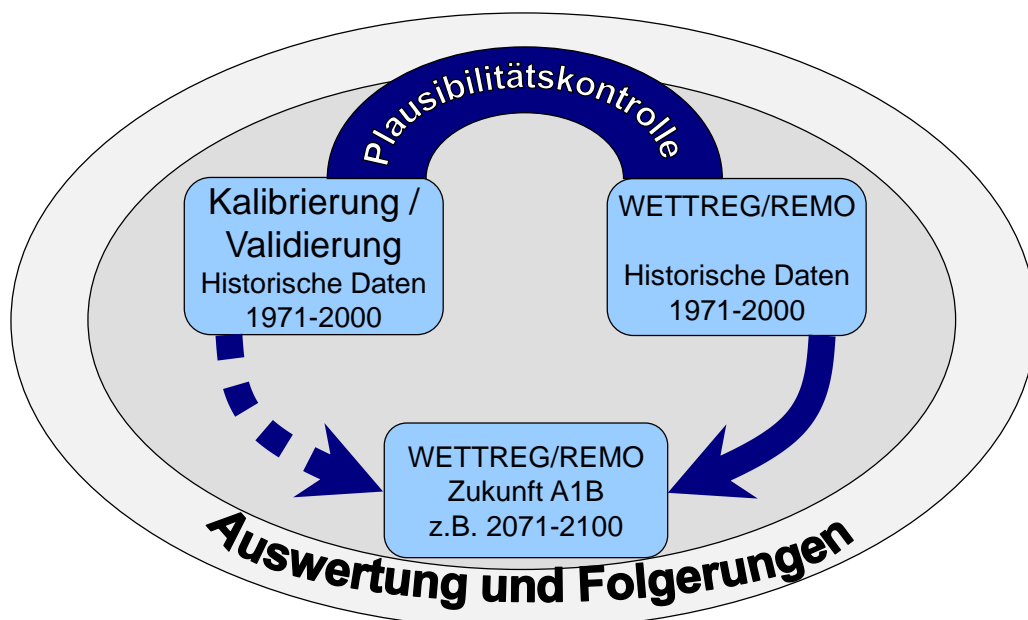 Plausibilitätskontrolle
Kalibrierung /
Validierung
Historische Daten
1971-2000
WETTREG/REMO
Historische Daten
1971-2000
WETTREG/REMO
Zukunft A1B
z.B. 2071-2100
Auswertung und Folgerungen